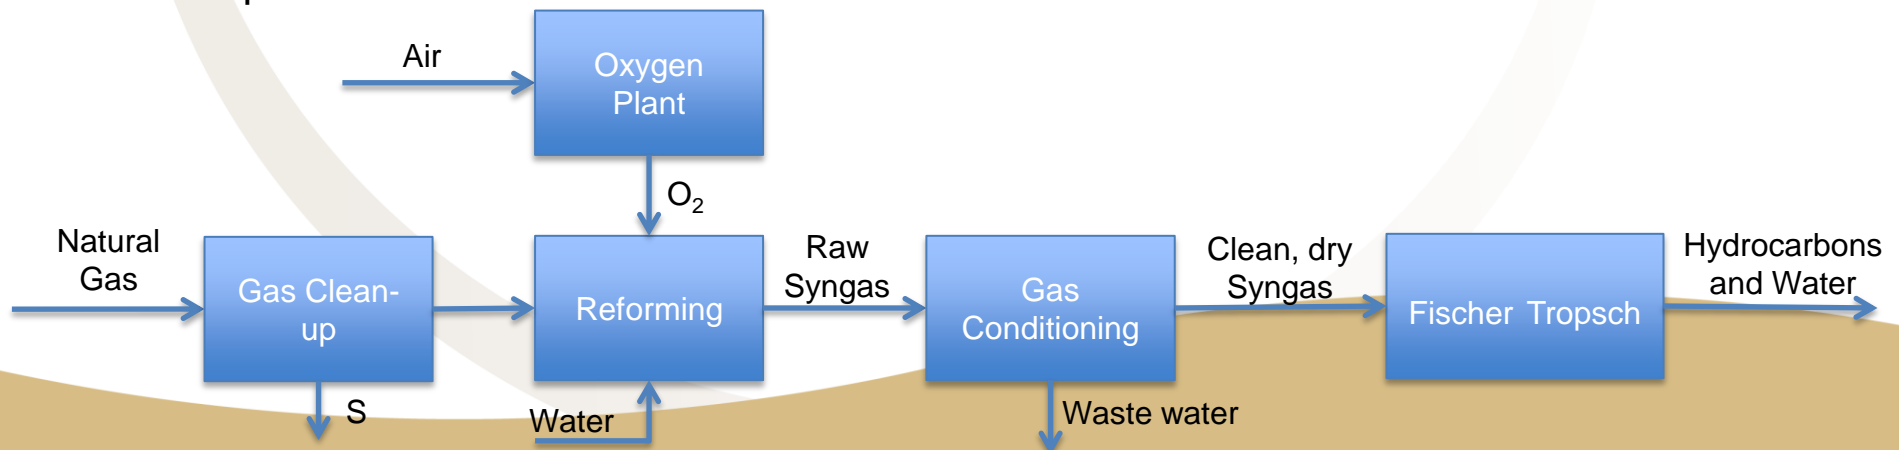 Air
Oxygen
Plant
O₂
Natural
Gas
Gas Clean-
up
Reforming
Raw
Syngas
Gas
Conditioning
Clean, dry
Syngas
Fischer Tropsch
Hydrocarbons
and Water
S
Water
Waste water